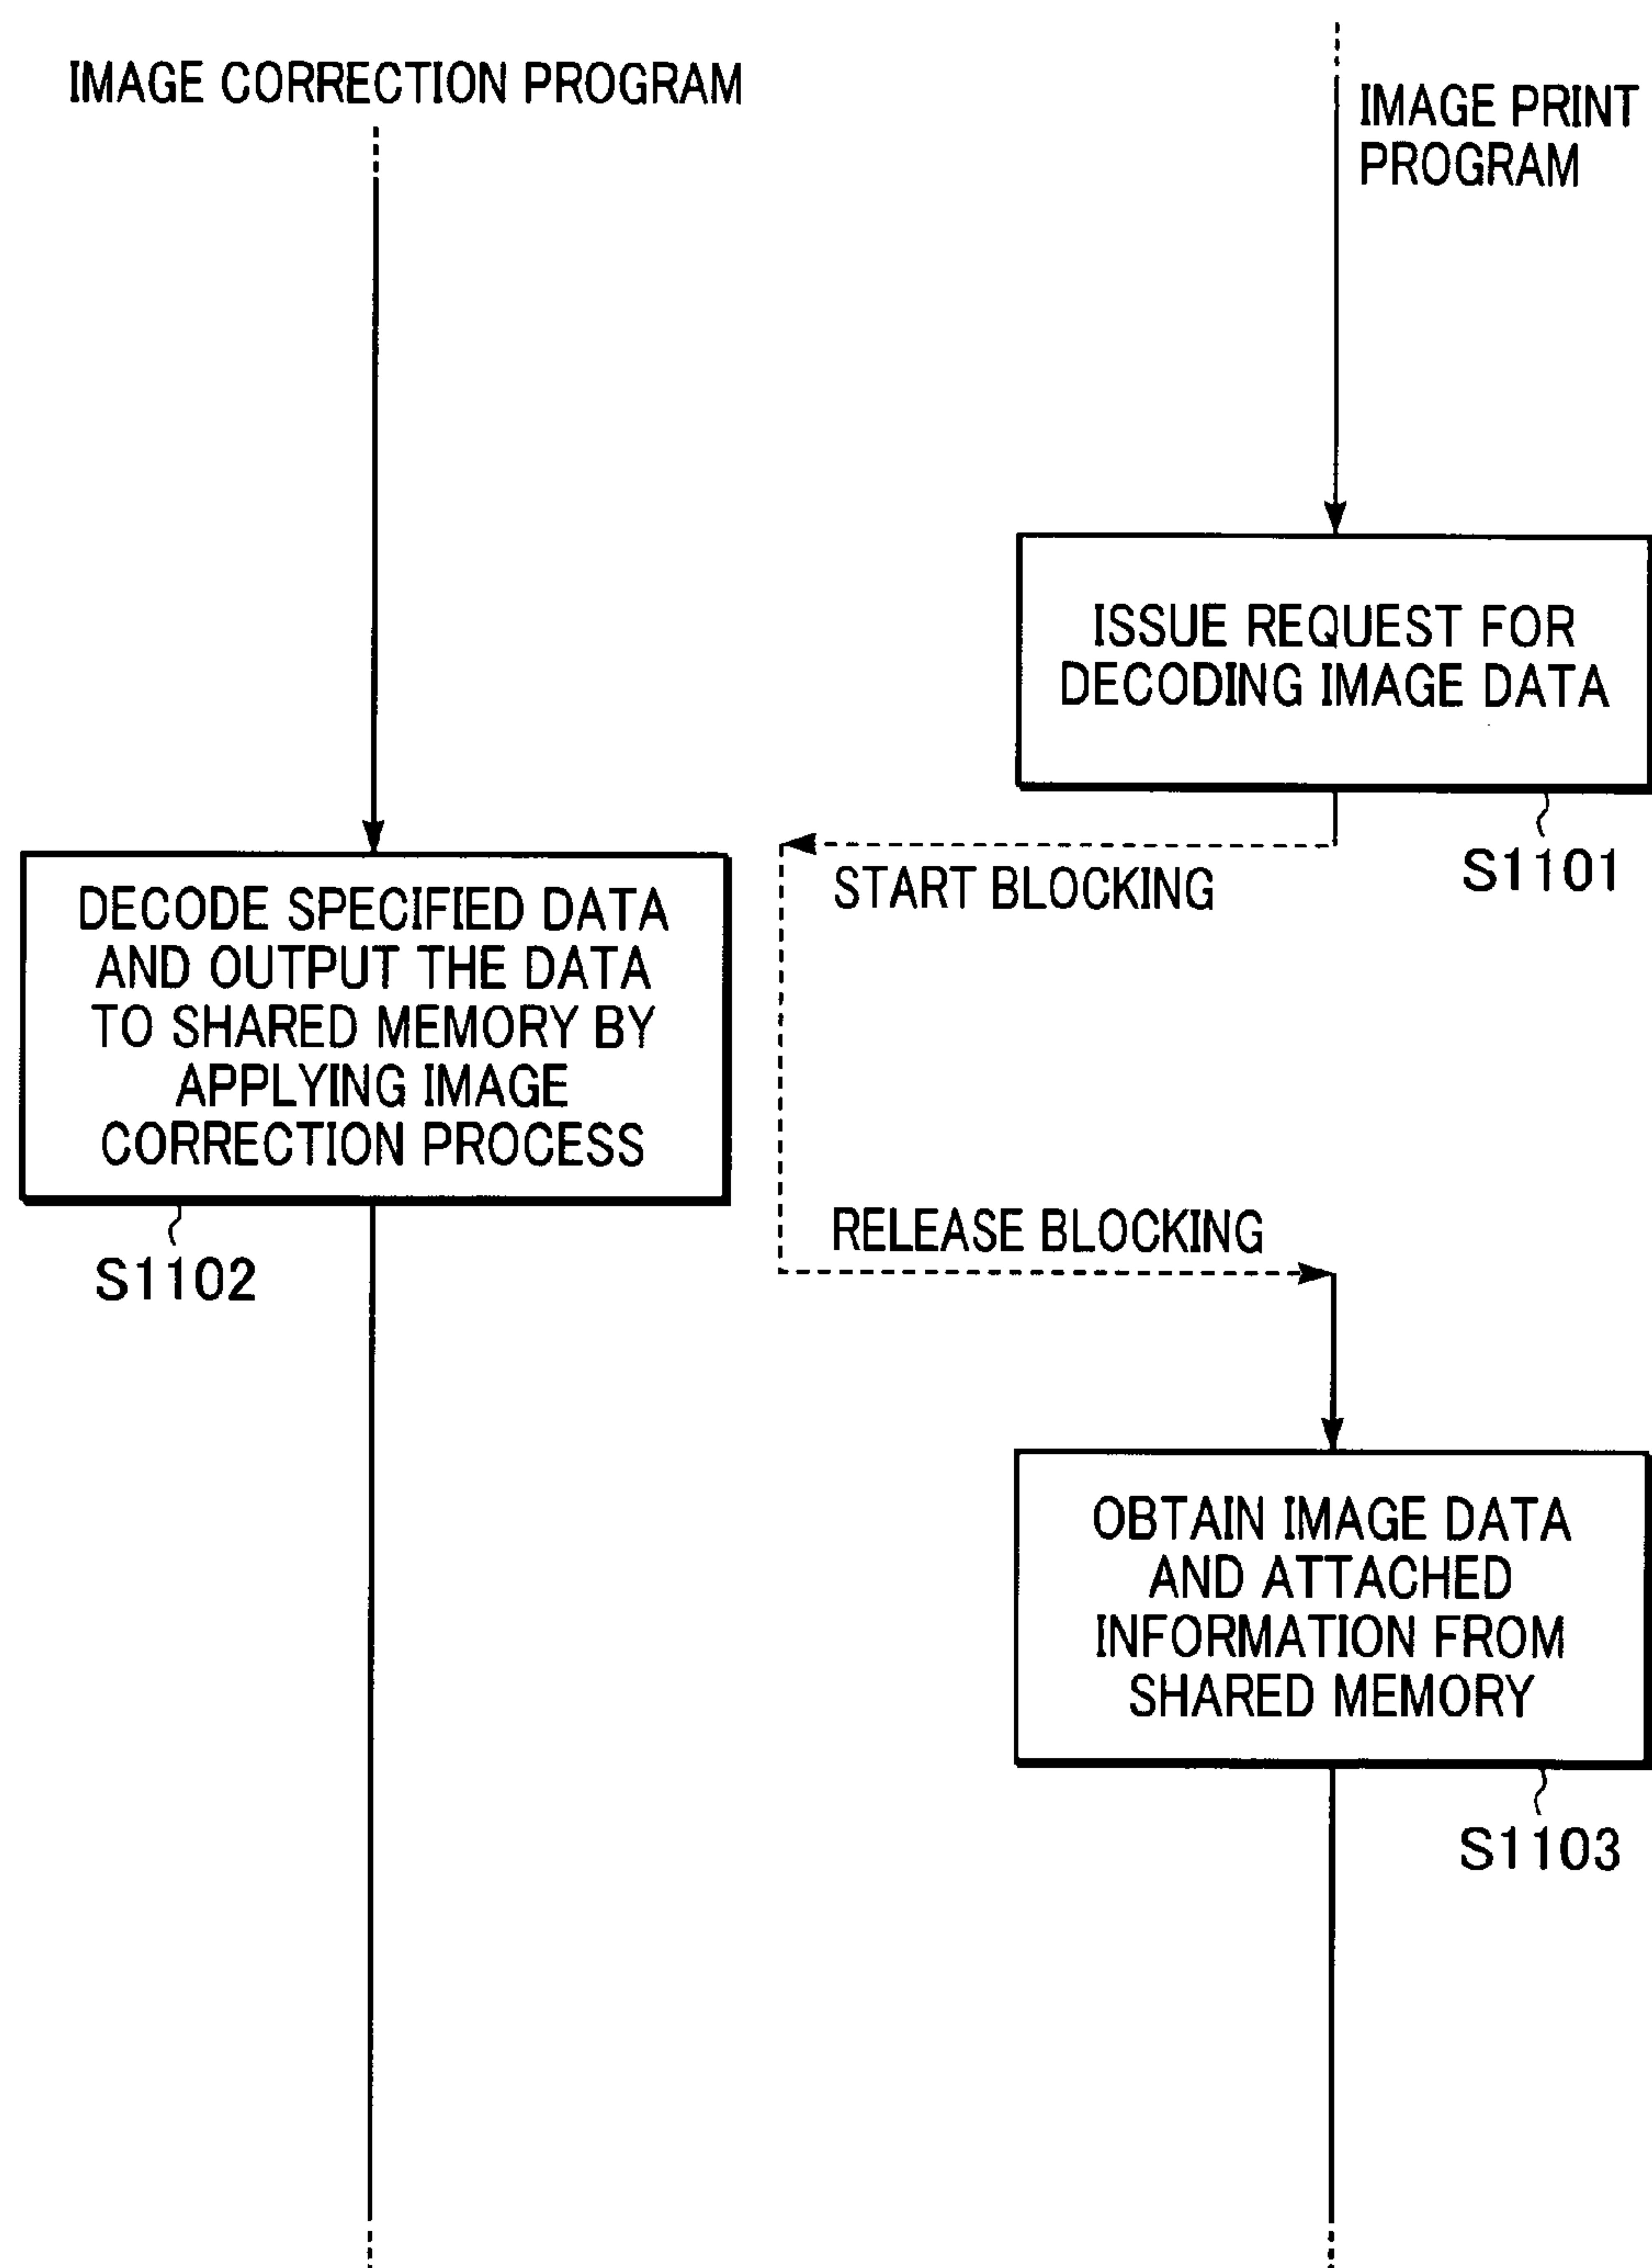 IMAGE CORRECTION PROGRAM
IMAGE PRINT
PROGRAM
ISSUE REQUEST FOR
DECODING IMAGE DATA
S1101
START BLOCKING
DECODE SPECIFIED DATA
AND OUTPUT THE DATA
TO SHARED MEMORY BY
APPLYING IMAGE
CORRECTION PROCESS
S1102
RELEASE BLOCKING
OBTAIN IMAGE DATA
AND ATTACHED
INFORMATION FROM
SHARED MEMORY
S1103